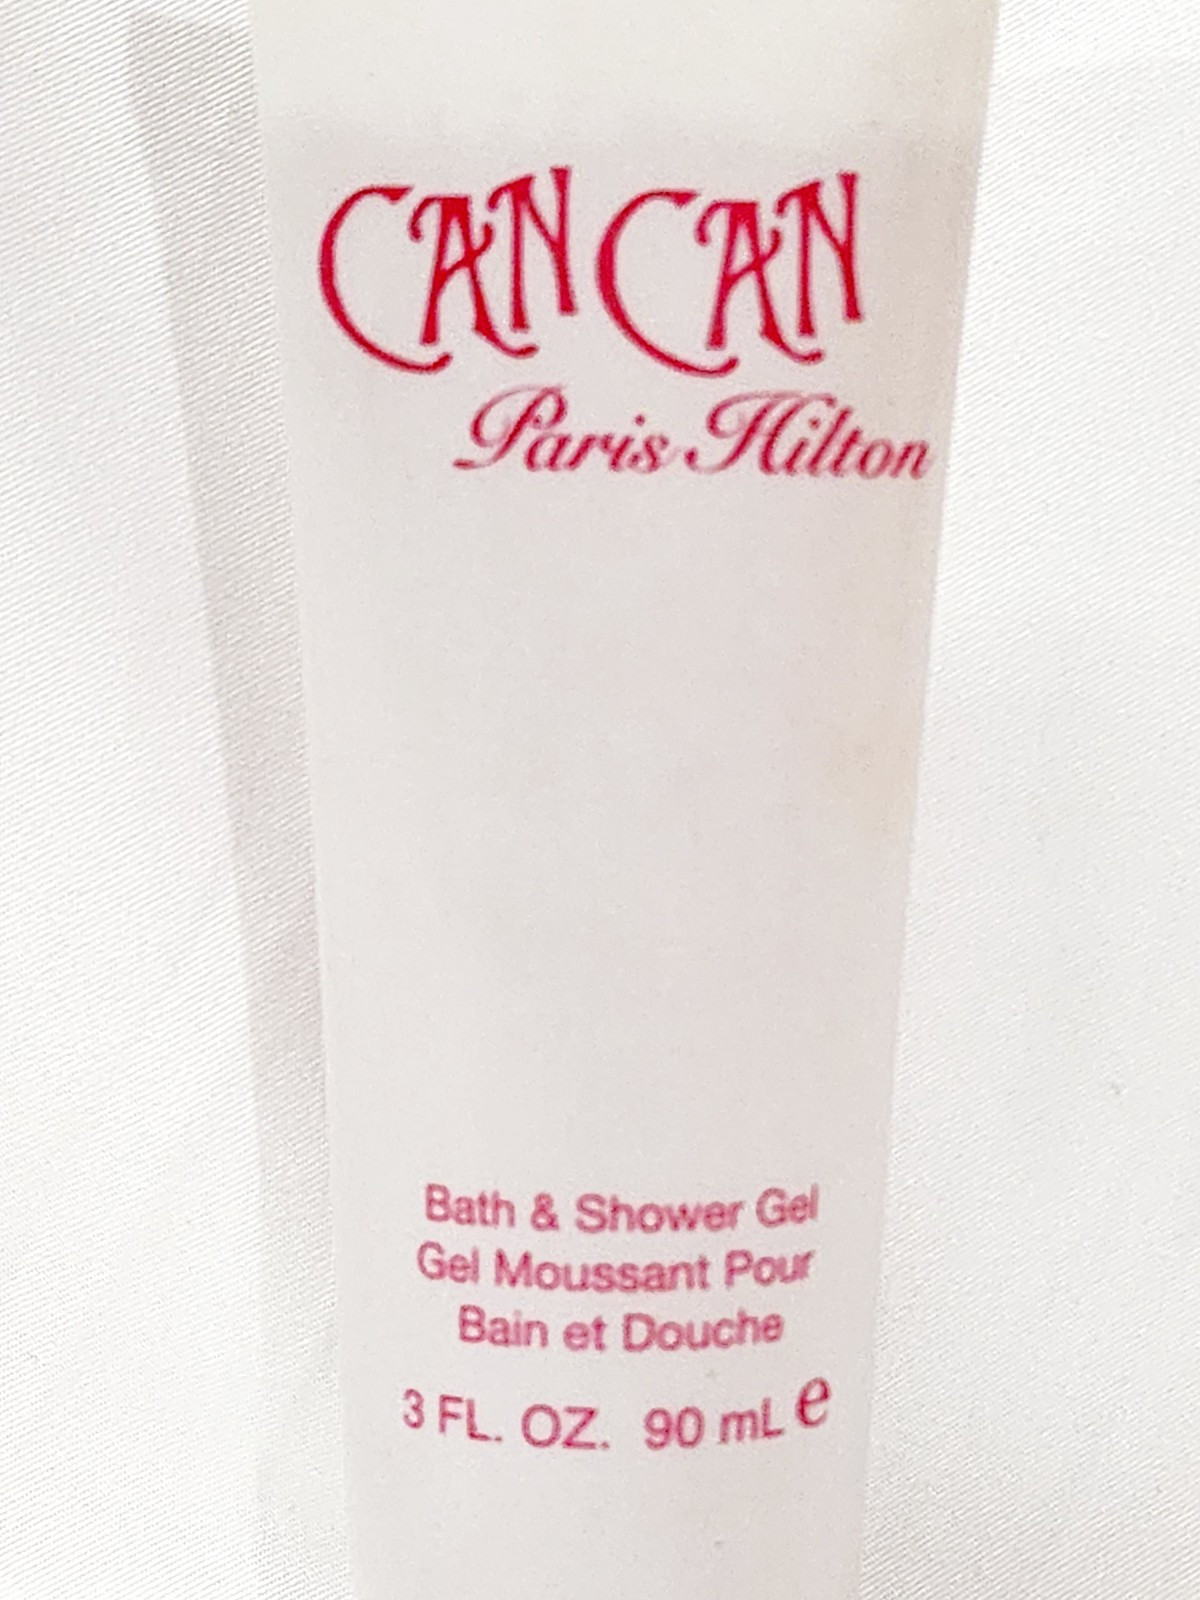 CAN CAN
Paris Hilton
Bath & Shower Gel
Gel Moussant Pour
Bain et Douche
3 FL. OZ. 90 mL e